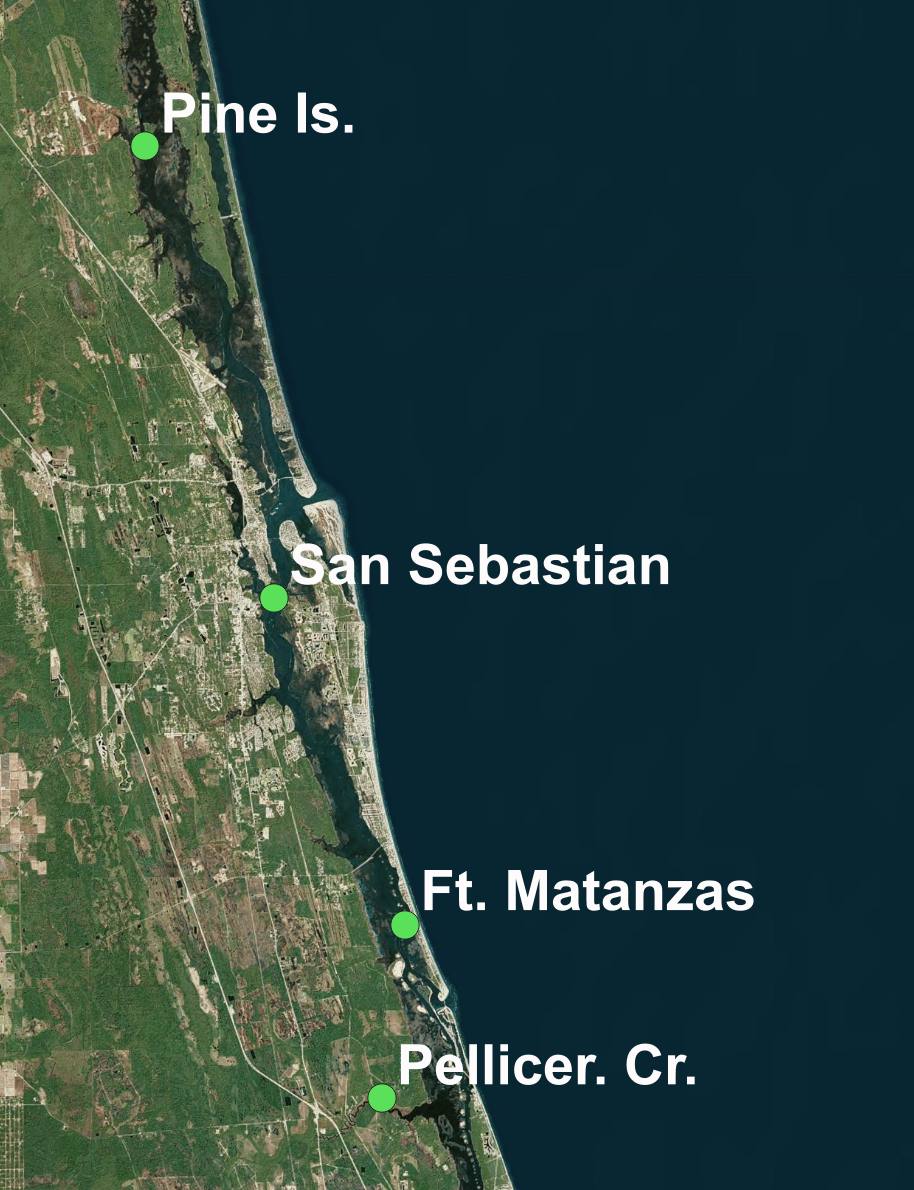 Pine Is.
San Sebastian
Ft. Matanzas
Pellicer. Cr.